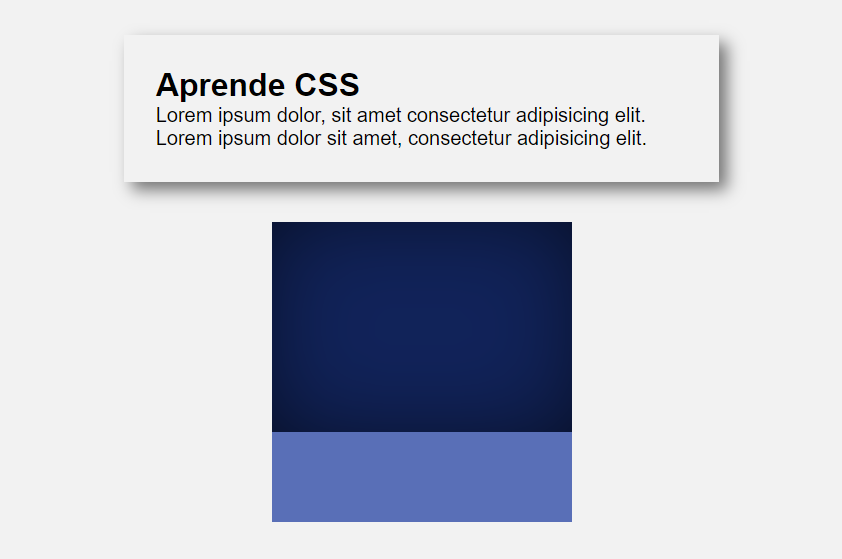 Aprende CSS
Lorem ipsum dolor, sit amet consectetur adipisicing elit.
Lorem ipsum dolor sit amet, consectetur adipisicing elit.